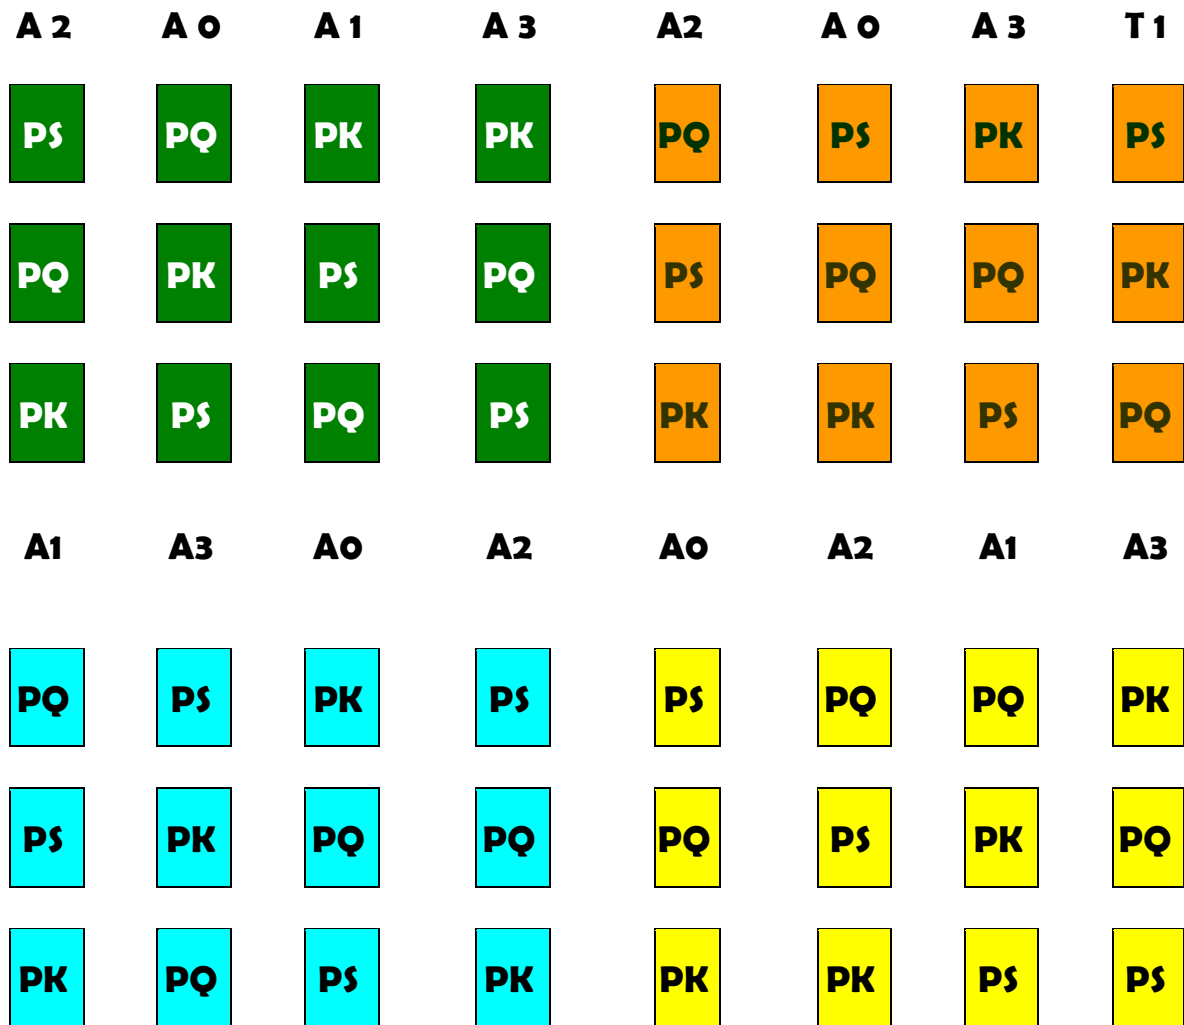 A 2 A 0 A 1 A 3 A2 A 0 A 3 T 1
PS PQ PK PK PQ PS PK PS
PQ PK PS PQ PS PQ PQ PK
PK PS PQ PS PK PK PS PQ
A1 A3 A0 A2 A0 A2 A1 A3
PQ PS PK PS PS PQ PQ PK
PS PK PQ PQ PQ PS PK PQ
PK PQ PS PK PK PK PS PS